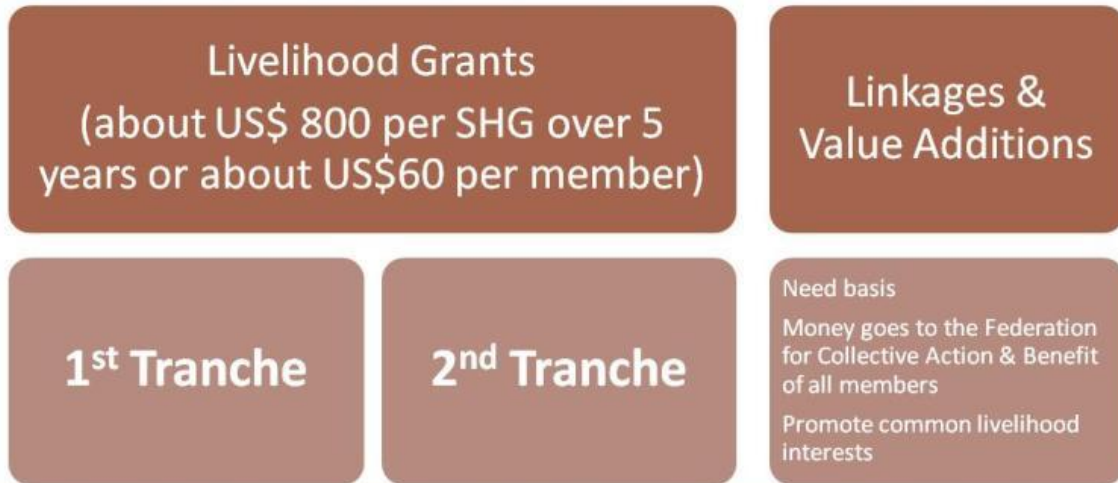 Livelihood Grants
(about US$ 800 per SHG over 5
years or about US$60 per member)
Linkages &
Value Additions
1st Tranche
2nd Tranche
Need basis
Money goes to the Federation
for Collective Action & Benefit
of all members
Promote common livelihood
interests